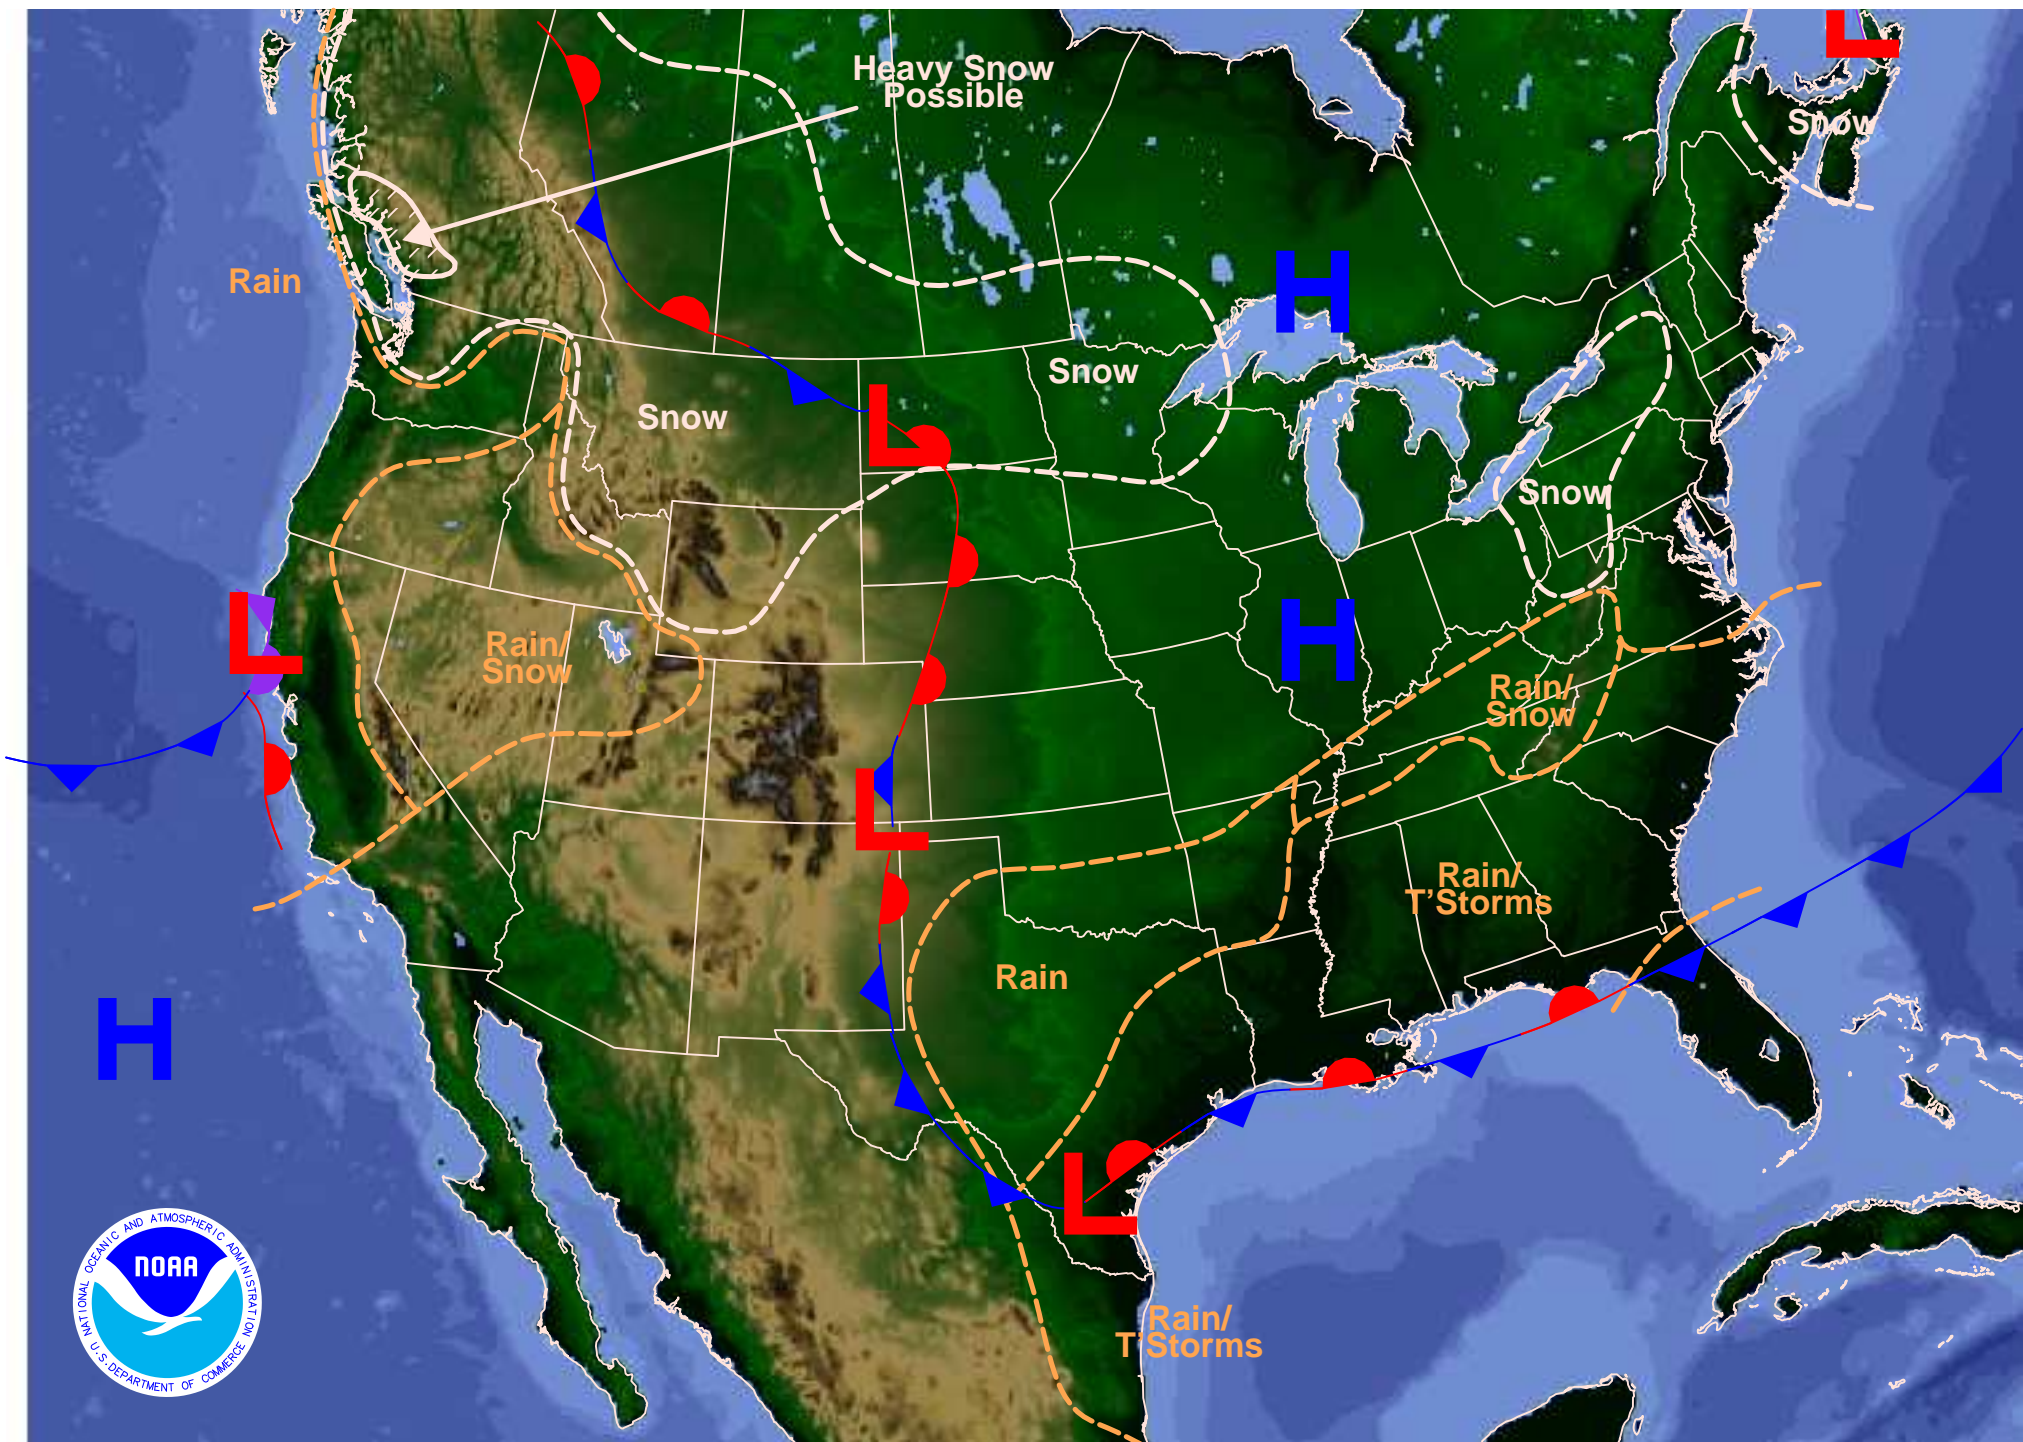 L
Heavy Snow
Possible
Snow
Rain
H
Snow
Snow
L
Snow
L
H
Rain/
Snow
Rain/
Snow
L
Rain/
T'Storms
Rain
H
L
NATIONAL OCEANIC AND ATMOSPHERIC ADMINISTRATION
NOAA
U.S. DEPARTMENT OF COMMERCE
Rain/
T'Storms